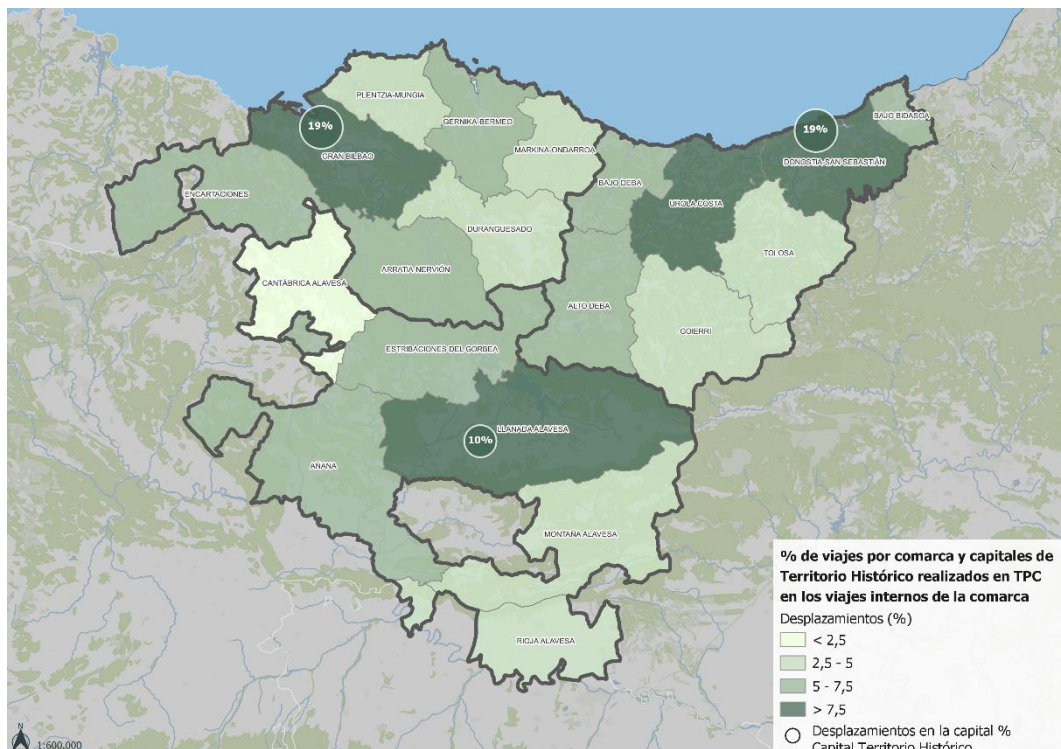 PLENTZIA-MUNGIA
BAJO BIDASOA
19%
19%
GERNIKA-BERMEO
MARKINA-ONDARROA
GRAN BILBAO
DONOSTIA-SAN SEBASTIÁN
BAJO DEBA
ENCARTACIONES
UROLA COSTA
DURANGUESADO
TOLOSA
ARRATIA NERVIÓN
CANTÁBRICA ALAVESA
ALTO DEBA
GOIERRI
ESTRIBACIONES DEL GORBEA
LLANADA ALAVESA
10%
AÑANA
MONTAÑA ALAVESA
RIOJA ALAVESA
% de viajes por comarca y capitales de
Territorio Histórico realizados en TPC
en los viajes internos de la comarca
Desplazamientos (%)
< 2,5
2,5 - 5
5 - 7,5
> 7,5
Desplazamientos en la capital %
Capital Territorio Histórico
N
1:600.000